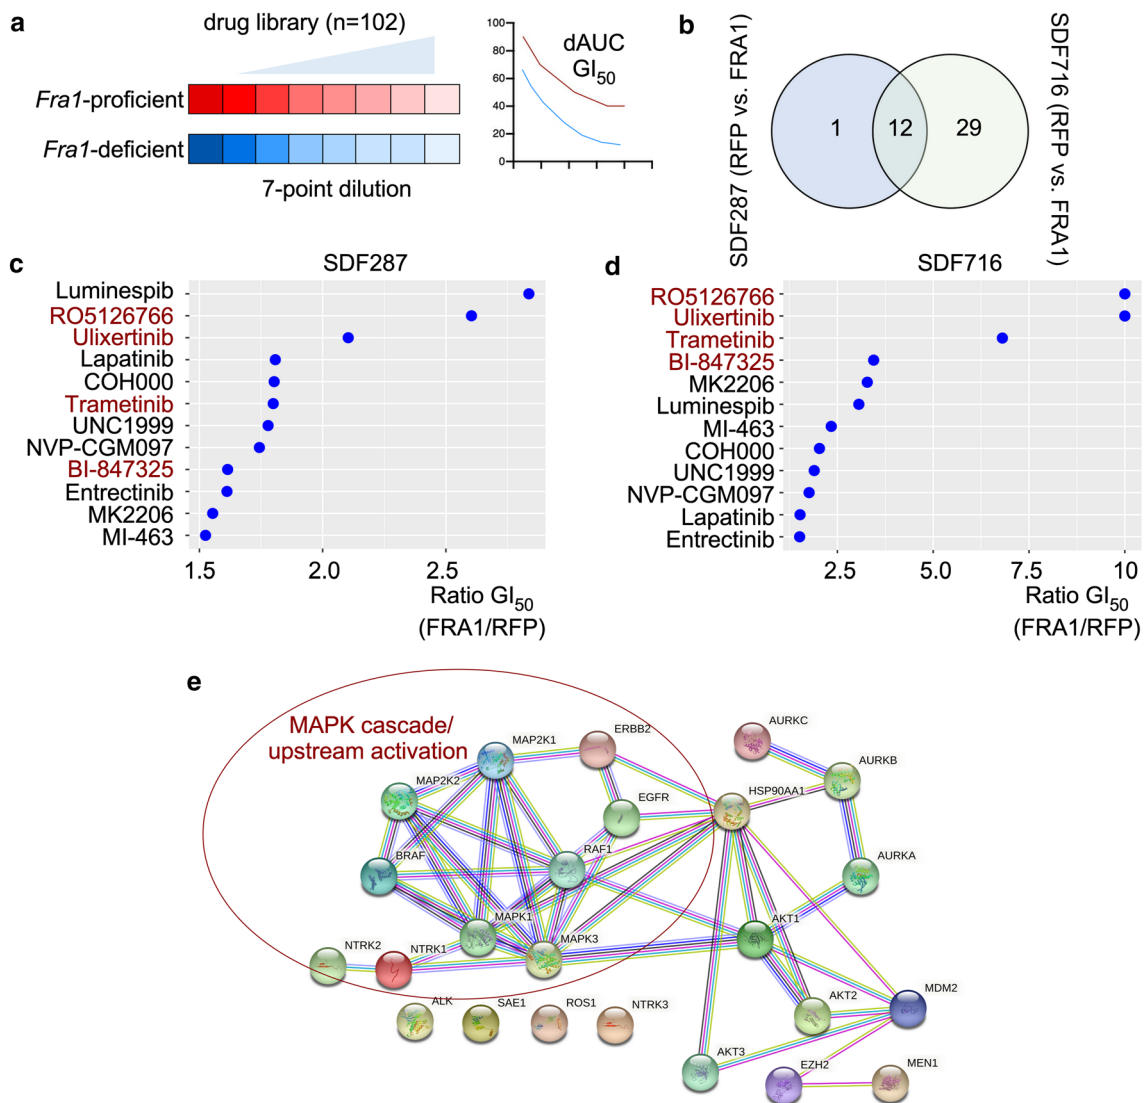 a
drug library (n=102)
Fra1-proficient
Fra1-deficient
7-point dilution
100
80
60
40
20
0
dAUC
GI50
b
SDF287 (RFP vs. FRA1)
1
12
29
SDF716 (RFP vs. FRA1)
c
SDF287
Luminespib
RO5126766
Ulixertinib
Lapatinib
COH000
Trametinib
UNC1999
NVP-CGM097
BI-847325
Entrectinib
MK2206
MI-463
1.5
2.0
2.5
Ratio GI50
(FRA1/RFP)
d
SDF716
RO5126766
Ulixertinib
Trametinib
BI-847325
MK2206
Luminespib
MI-463
COH000
UNC1999
NVP-CGM097
Lapatinib
Entrectinib
2.5
5.0
7.5
10
Ratio GI50
(FRA1/RFP)
e
MAPK cascade/
upstream activation
MAP2K1
ERBB2
AURKC
AURKB
MAP2K2
EGFR
HSP90AA1
BRAF
RAF1
AURKA
MAPK1
AKT1
MAPK3
NTRK2
NTRK1
ALK
SAE1
ROS1
NTRK3
AKT2
MDM2
AKT3
EZH2
MEN1